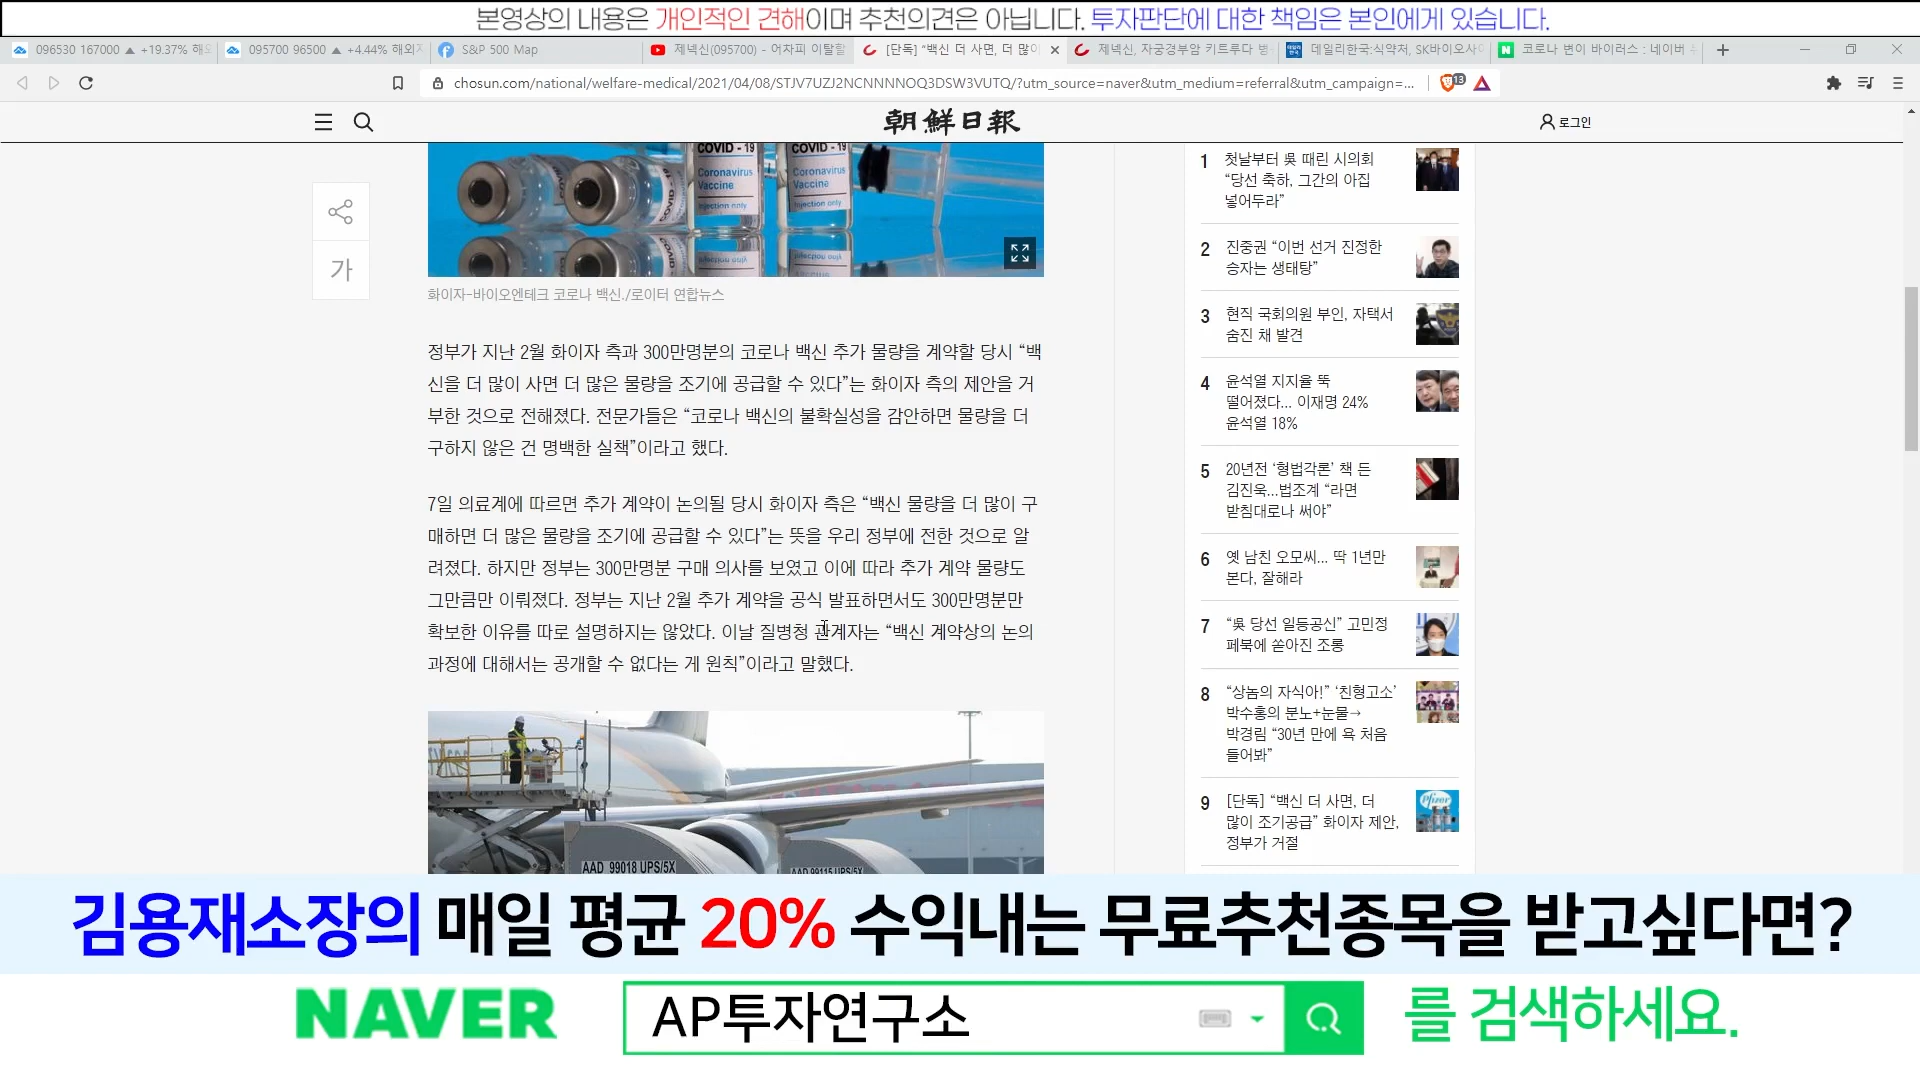 본영상의 내용은 개인적인 견해이며 추천의견은 아닙니다. 투자판단에 대한 책임은 본인에게 있습니다.
096530 167000 ▲ +19.37% 해외
095700 96500 ▲ +4.44% 해외
S&P 500 Map
제넥신(095700) - 어차피 이탈할
[단독] “백신 더 사면, 더 많이
제넥신, 자궁경부암 키트루다 병
데일리한국:식약처, SK바이오사이
코로나 변이 바이러스 : 네이버
chosun.com/national/welfare-medical/2021/04/08/STJV7UZJ2NCNNNNOQ3DSW3VUTQ/?utm_source=naver&utm_medium=referral&utm_campaign=...
13
朝鮮日報
로그인
가
COVID - 19
Coronavirus
Vaccine
Injection only
COVID - 19
Coronavirus
Vaccine
Injection only
화이자-바이오엔테크 코로나 백신./로이터 연합뉴스
정부가 지난 2월 화이자 측과 300만명분의 코로나 백신 추가 물량을 계약할 당시 “백
신을 더 많이 사면 더 많은 물량을 조기에 공급할 수 있다”는 화이자 측의 제안을 거
부한 것으로 전해졌다. 전문가들은 “코로나 백신의 불확실성을 감안하면 물량을 더
구하지 않은 건 명백한 실책”이라고 했다.
7일 의료계에 따르면 추가 계약이 논의될 당시 화이자 측은 “백신 물량을 더 많이 구
매하면 더 많은 물량을 조기에 공급할 수 있다”는 뜻을 우리 정부에 전한 것으로 알
려졌다. 하지만 정부는 300만명분 구매 의사를 보였고 이에 따라 추가 계약 물량도
그만큼만 이뤄졌다. 정부는 지난 2월 추가 계약을 공식 발표하면서도 300만명분만
확보한 이유를 따로 설명하지는 않았다. 이날 질병청 관계자는 “백신 계약상의 논의
과정에 대해서는 공개할 수 없다는 게 원칙”이라고 말했다.
AAD 99018 UPS/5X
AAD 99115 UPS/5X
1 첫날부터 吳 때린 시의회
“당선 축하, 그간의 아집
넣어두라”
2 진중권 “이번 선거 진정한
승자는 생태탕”
3 현직 국회의원 부인, 자택서
숨진 채 발견
4 윤석열 지지율 뚝
떨어졌다... 이재명 24%
윤석열 18%
5 20년전 ‘형법각론’ 책 든
김진욱...법조계 “라면
받침대로나 써야”
6 옛 남친 오모씨... 딱 1년만
본다, 잘해라
7 “吳 당선 일등공신” 고민정
페북에 쏟아진 조롱
8 “상놈의 자식아!” ‘친형고소’
박수홍의 분노+눈물→
박경림 “30년 만에 욕 처음
들어봐”
9 [단독] “백신 더 사면, 더
많이 조기공급” 화이자 제안,
정부가 거절
Pfizer
김용재소장의 매일 평균 20% 수익내는 무료추천종목을 받고싶다면?
NAVER AP투자연구소 를 검색하세요.